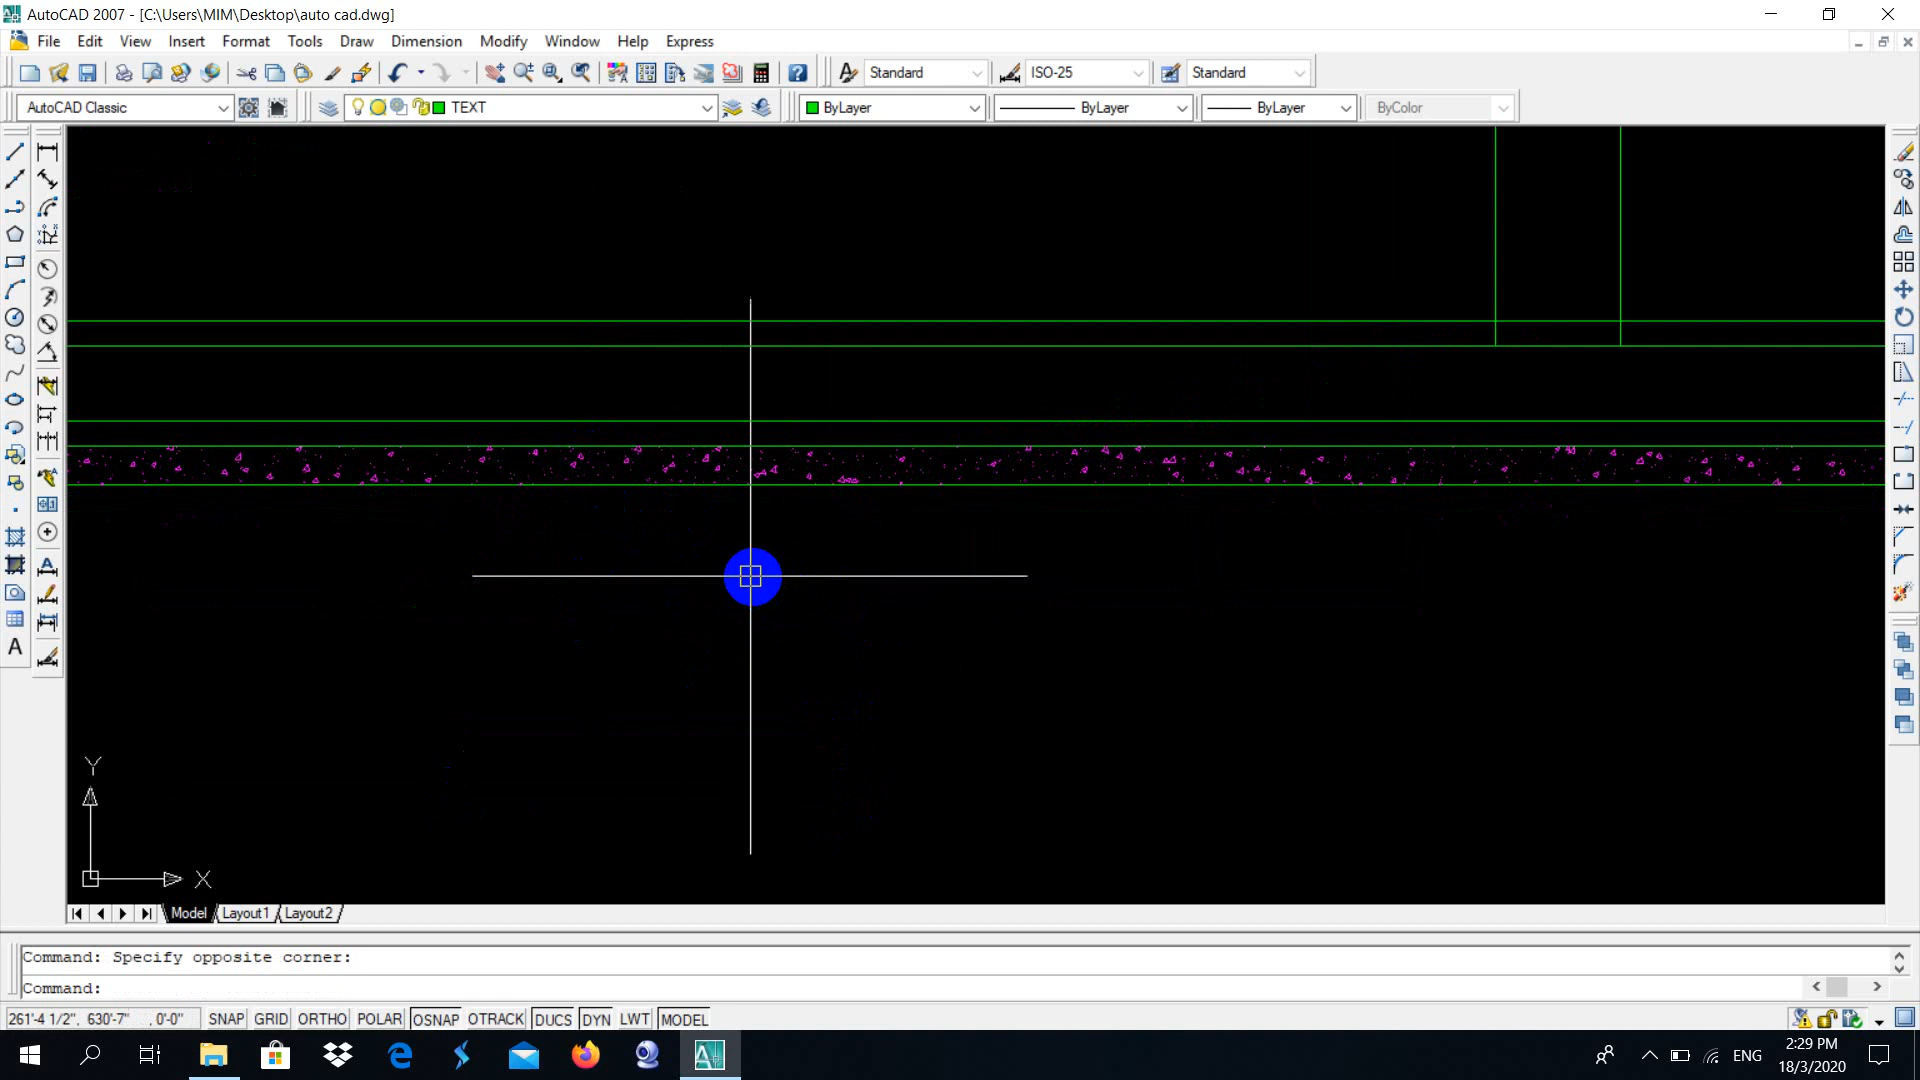 AutoCAD 2007 - [C:\Users\MIM\Desktop\auto cad.dwg]
File Edit View Insert Format Tools Draw Dimension Modify Window Help Express
Standard ISO-25 Standard
AutoCAD Classic TEXT ByLayer ByLayer ByLayer ByColor
A
Y
X
Model Layout1 Layout2
Command: Specify opposite corner:
Command:
261'-4 1/2", 630'-7" , 0'-0" SNAP GRID ORTHO POLAR OSNAP OTRACK DUCS DYN LWT MODEL
ENG
2:29 PM
18/3/2020